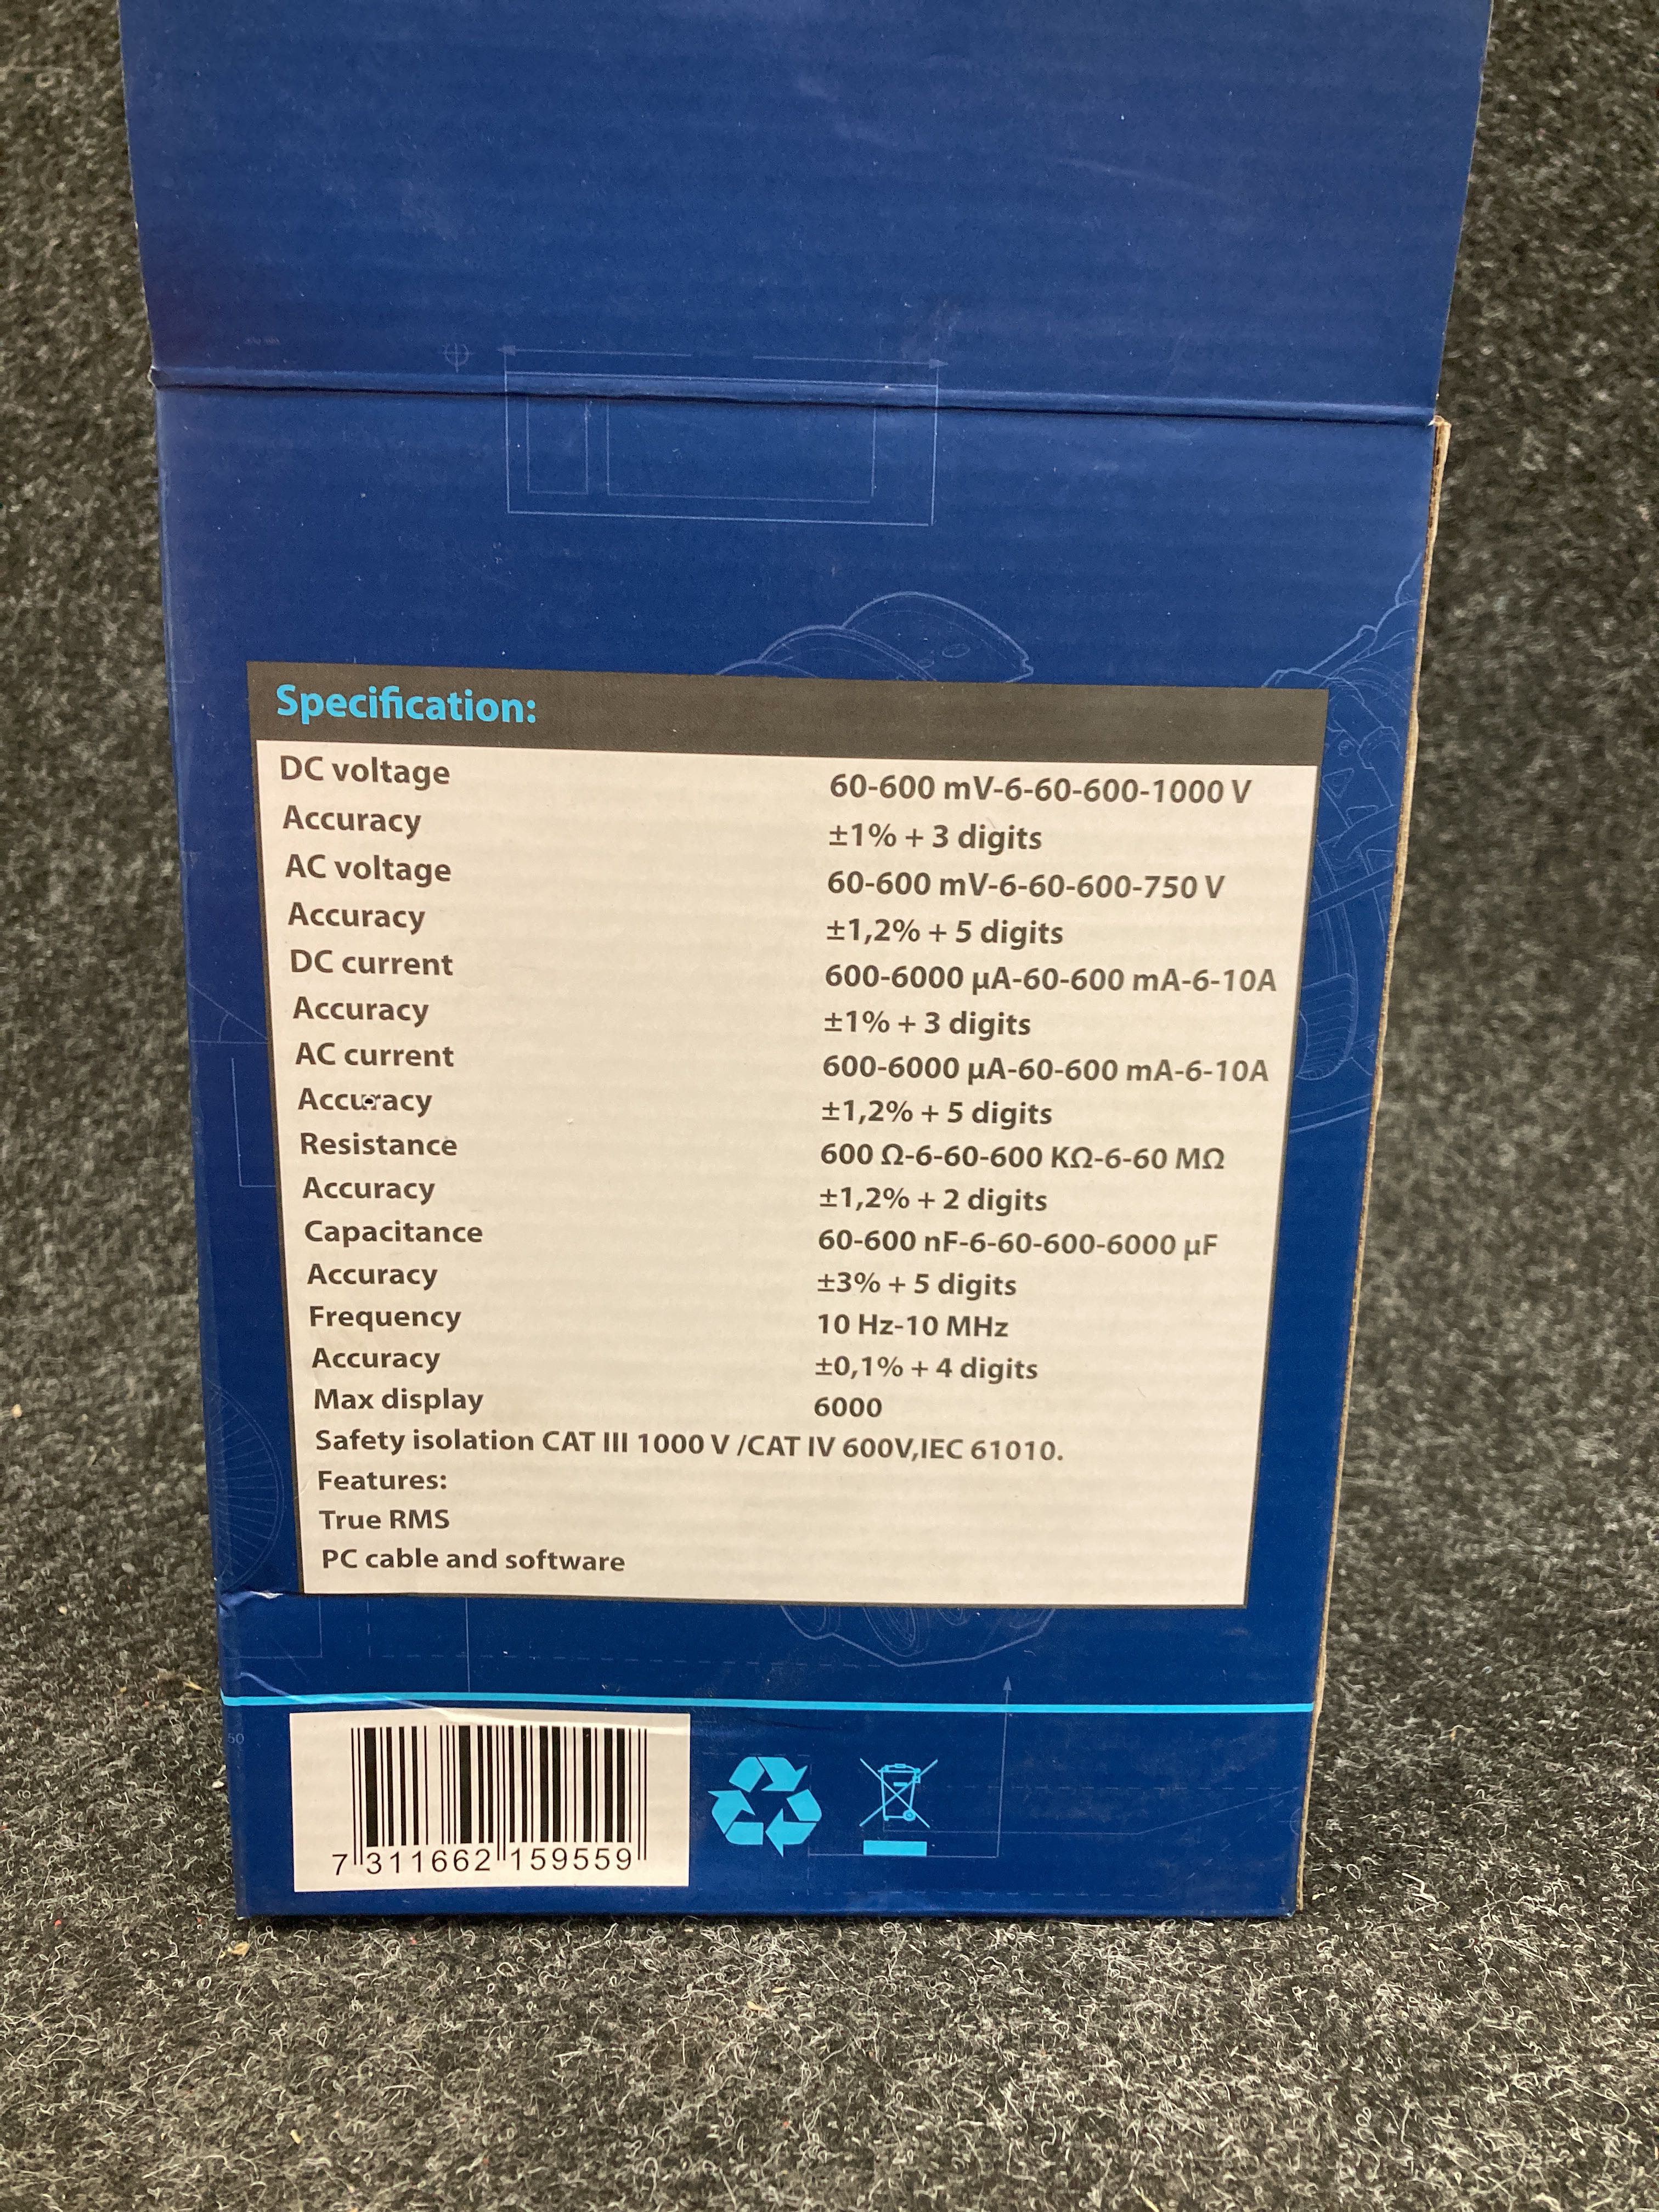 Specification:
DC voltage 60-600 mV-6-60-600-1000 V
Accuracy ±1% + 3 digits
AC voltage 60-600 mV-6-60-600-750 V
Accuracy ±1,2% + 5 digits
DC current 600-6000 µA-60-600 mA-6-10A
Accuracy ±1% + 3 digits
AC current 600-6000 µA-60-600 mA-6-10A
Accuracy ±1,2% + 5 digits
Resistance 600 Ω-6-60-600 KΩ-6-60 MΩ
Accuracy ±1,2% + 2 digits
Capacitance 60-600 nF-6-60-600-6000 µF
Accuracy ±3% + 5 digits
Frequency 10 Hz-10 MHz
Accuracy ±0,1% + 4 digits
Max display 6000
Safety isolation CAT III 1000 V /CAT IV 600V,IEC 61010.
Features:
True RMS
PC cable and software
50
7 311662 159559